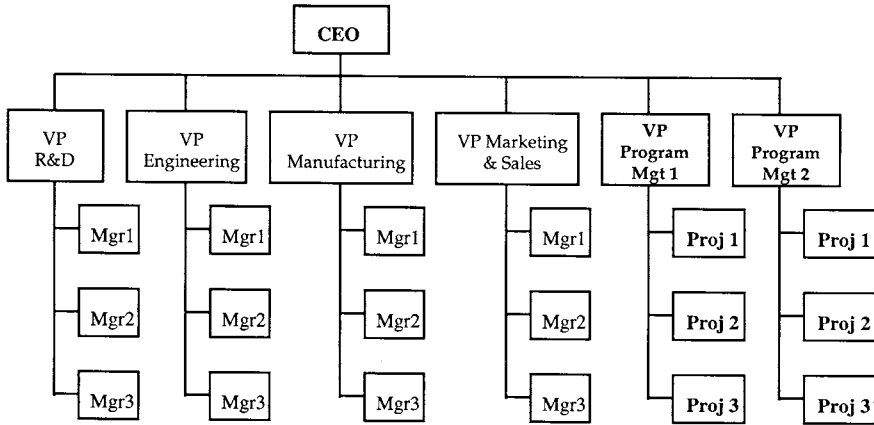 CEO
VP
R&D
VP
Engineering
VP
Manufacturing
VP Marketing
& Sales
VP
Program
Mgt 1
VP
Program
Mgt 2
Mgr1
Mgr1
Mgr1
Mgr1
Proj 1
Proj 1
Mgr2
Mgr2
Mgr2
Mgr2
Proj 2
Proj 2
Mgr3
Mgr3
Mgr3
Mgr3
Proj 3
Proj 3